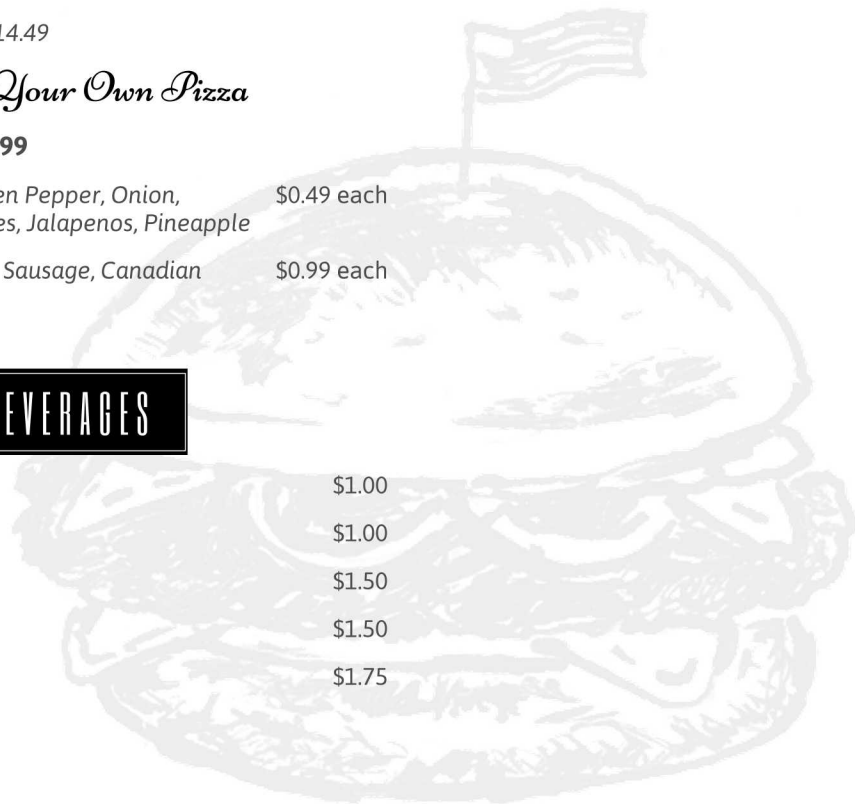 14.49
Your Own Pizza
99
en Pepper, Onion, $0.49 each
es, Jalapenos, Pineapple
Sausage, Canadian $0.99 each
EVERAGES
$1.00
$1.00
$1.50
$1.50
$1.75